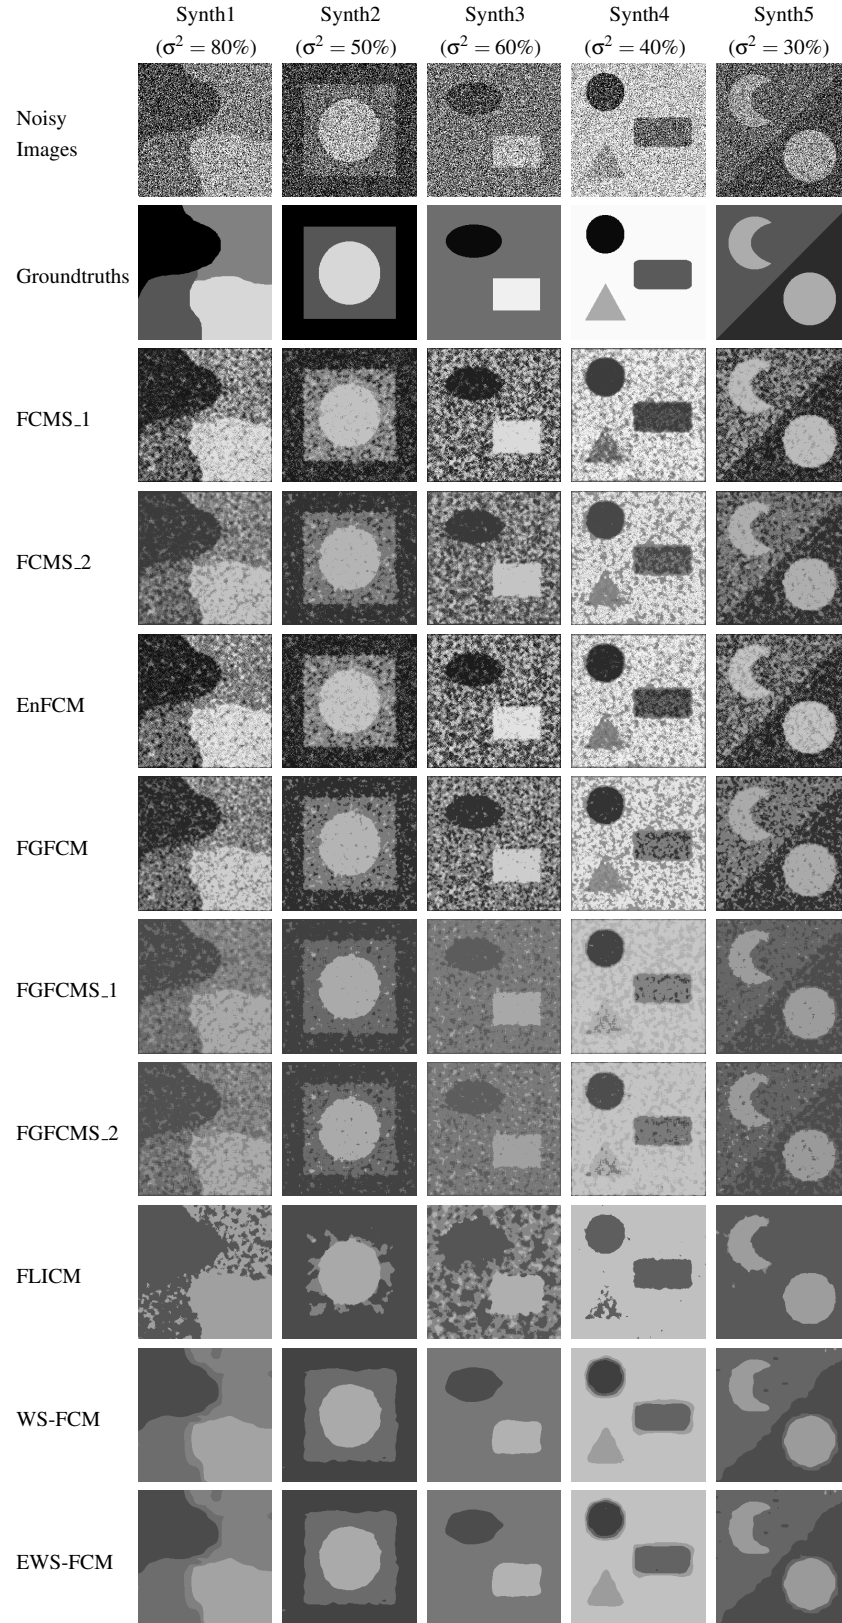 Synth1 Synth2 Synth3 Synth4 Synth5
(σ² = 80%) (σ² = 50%) (σ² = 60%) (σ² = 40%) (σ² = 30%)
Noisy
Images
Groundtruths
FCMS_1
FCMS_2
EnFCM
FGFCM
FGFCMS_1
FGFCMS_2
FLICM
WS-FCM
EWS-FCM